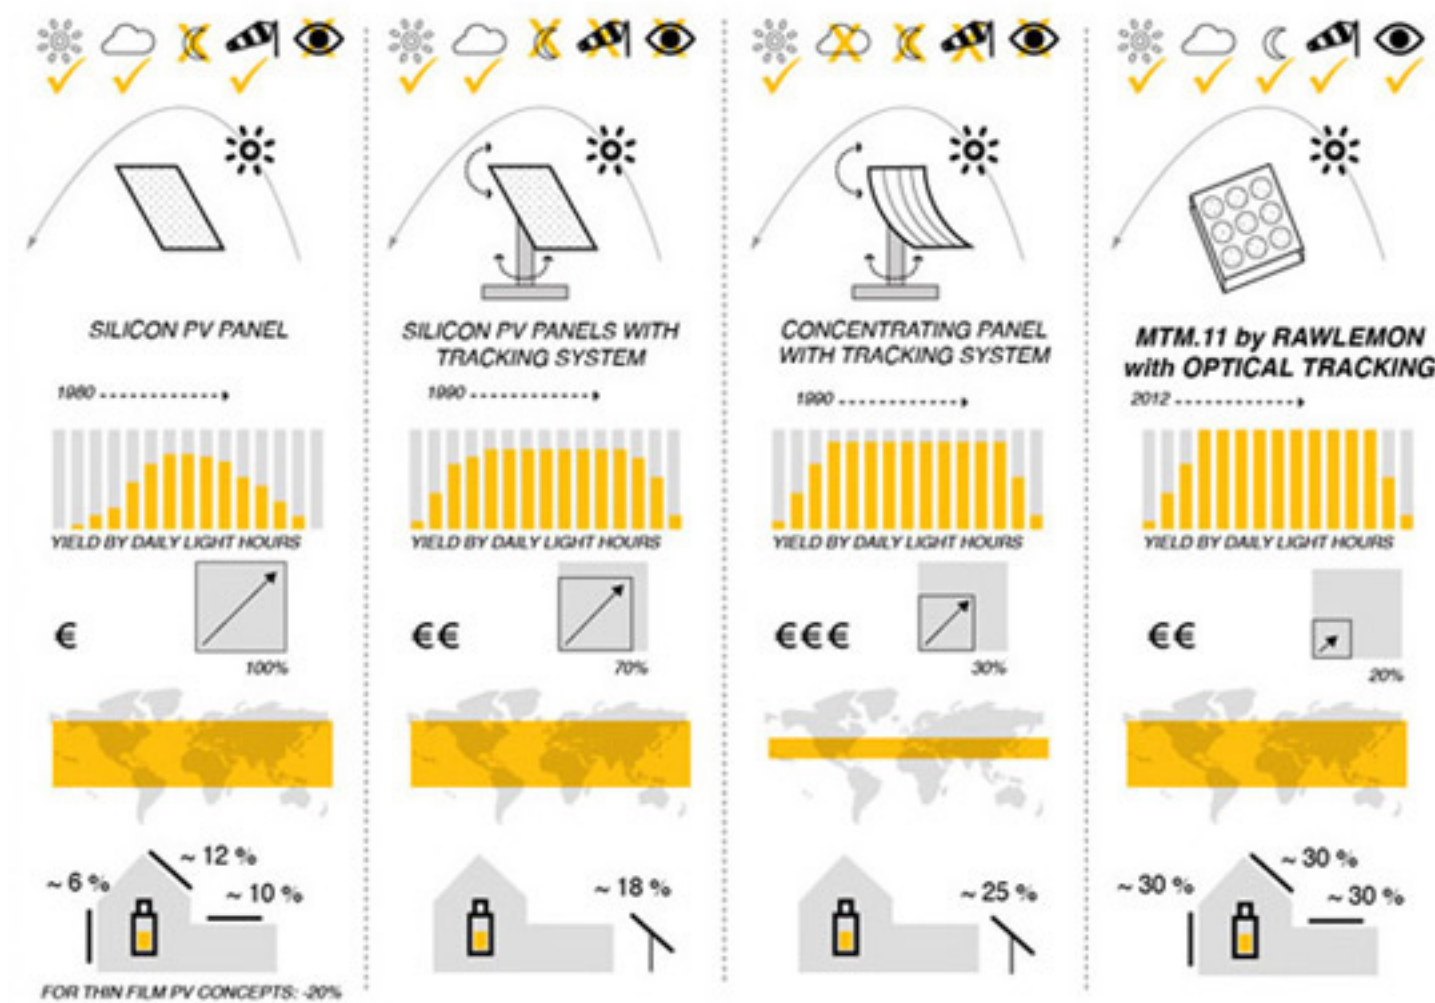 SILICON PV PANEL
1980
YIELD BY DAILY LIGHT HOURS
€
100%
~ 6 %
~ 12 %
~ 10 %
FOR THIN FILM PV CONCEPTS: -20%
SILICON PV PANELS WITH
TRACKING SYSTEM
1990
YIELD BY DAILY LIGHT HOURS
€€
70%
~ 18 %
CONCENTRATING PANEL
WITH TRACKING SYSTEM
1990
YIELD BY DAILY LIGHT HOURS
€€€
30%
~ 25 %
MTM.11 by RAWLEMON
with OPTICAL TRACKING
2012
YIELD BY DAILY LIGHT HOURS
€€
20%
~ 30 %
~ 30 %
~ 30 %